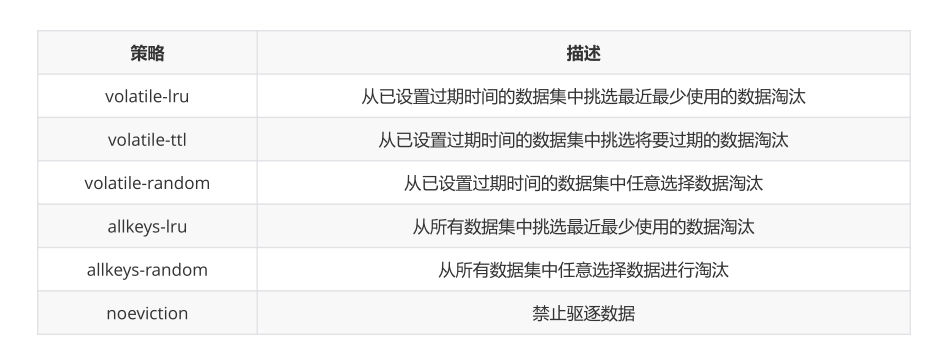 策略 描述
volatile-lru 从已设置过期时间的数据集中挑选最近最少使用的数据淘汰
volatile-ttl 从已设置过期时间的数据集中挑选将要过期的数据淘汰
volatile-random 从已设置过期时间的数据集中任意选择数据淘汰
allkeys-lru 从所有数据集中挑选最近最少使用的数据淘汰
allkeys-random 从所有数据集中任意选择数据进行淘汰
noeviction 禁止驱逐数据